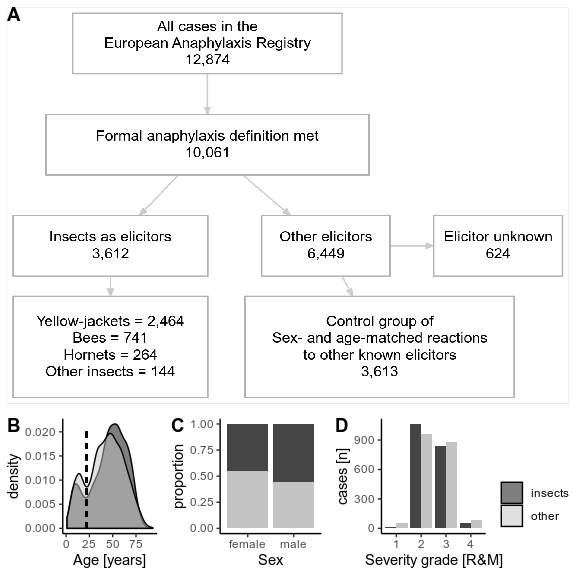 A
All cases in the
European Anaphylaxis Registry
12,874
Formal anaphylaxis definition met
10,061
Insects as elicitors
3,612
Other elicitors
6,449
Elicitor unknown
624
Yellow-jackets = 2,464
Bees = 741
Hornets = 264
Other insects = 144
Control group of
Sex- and age-matched reactions
to other known elicitors
3,613
B
density
0.020
0.015
0.010
0.005
0.000
0 25 50 75
Age [years]
C
proportion
1.00
0.75
0.50
0.25
0.00
female male
Sex
D
cases [n]
900
600
300
0
1 2 3 4
Severity grade [R&M]
insects
other